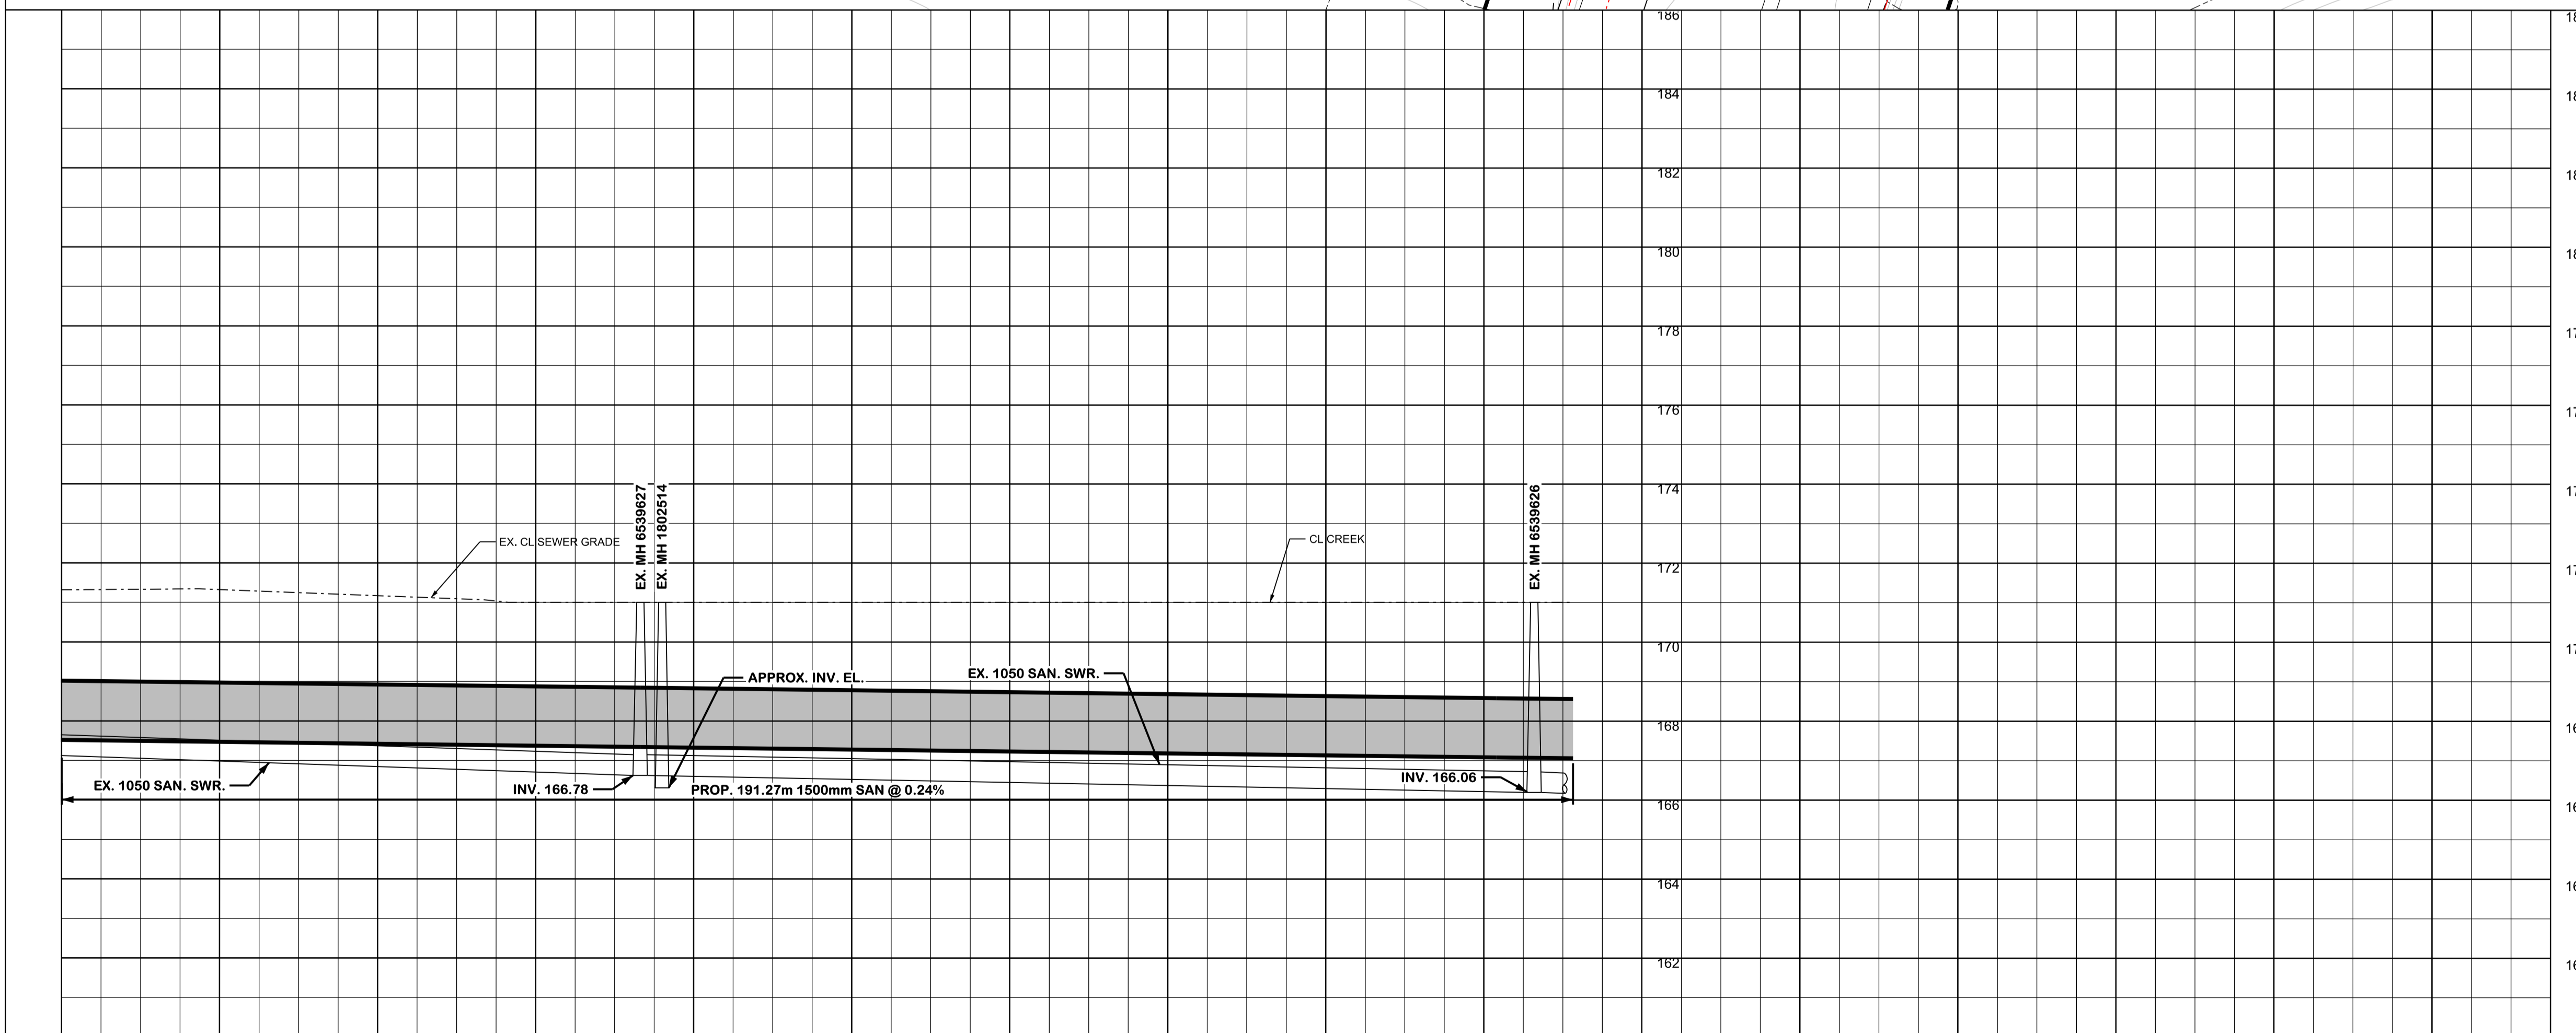 186
184
182
180
178
176
174
172
170
168
166
164
162
EX. MH 6539627
EX. MH 1802514
EX. MH 6539626
EX. CL SEWER GRADE
CL CREEK
APPROX. INV. EL.
EX. 1050 SAN. SWR.
EX. 1050 SAN. SWR.
INV. 166.78
PROP. 191.27m 1500mm SAN @ 0.24%
INV. 166.06